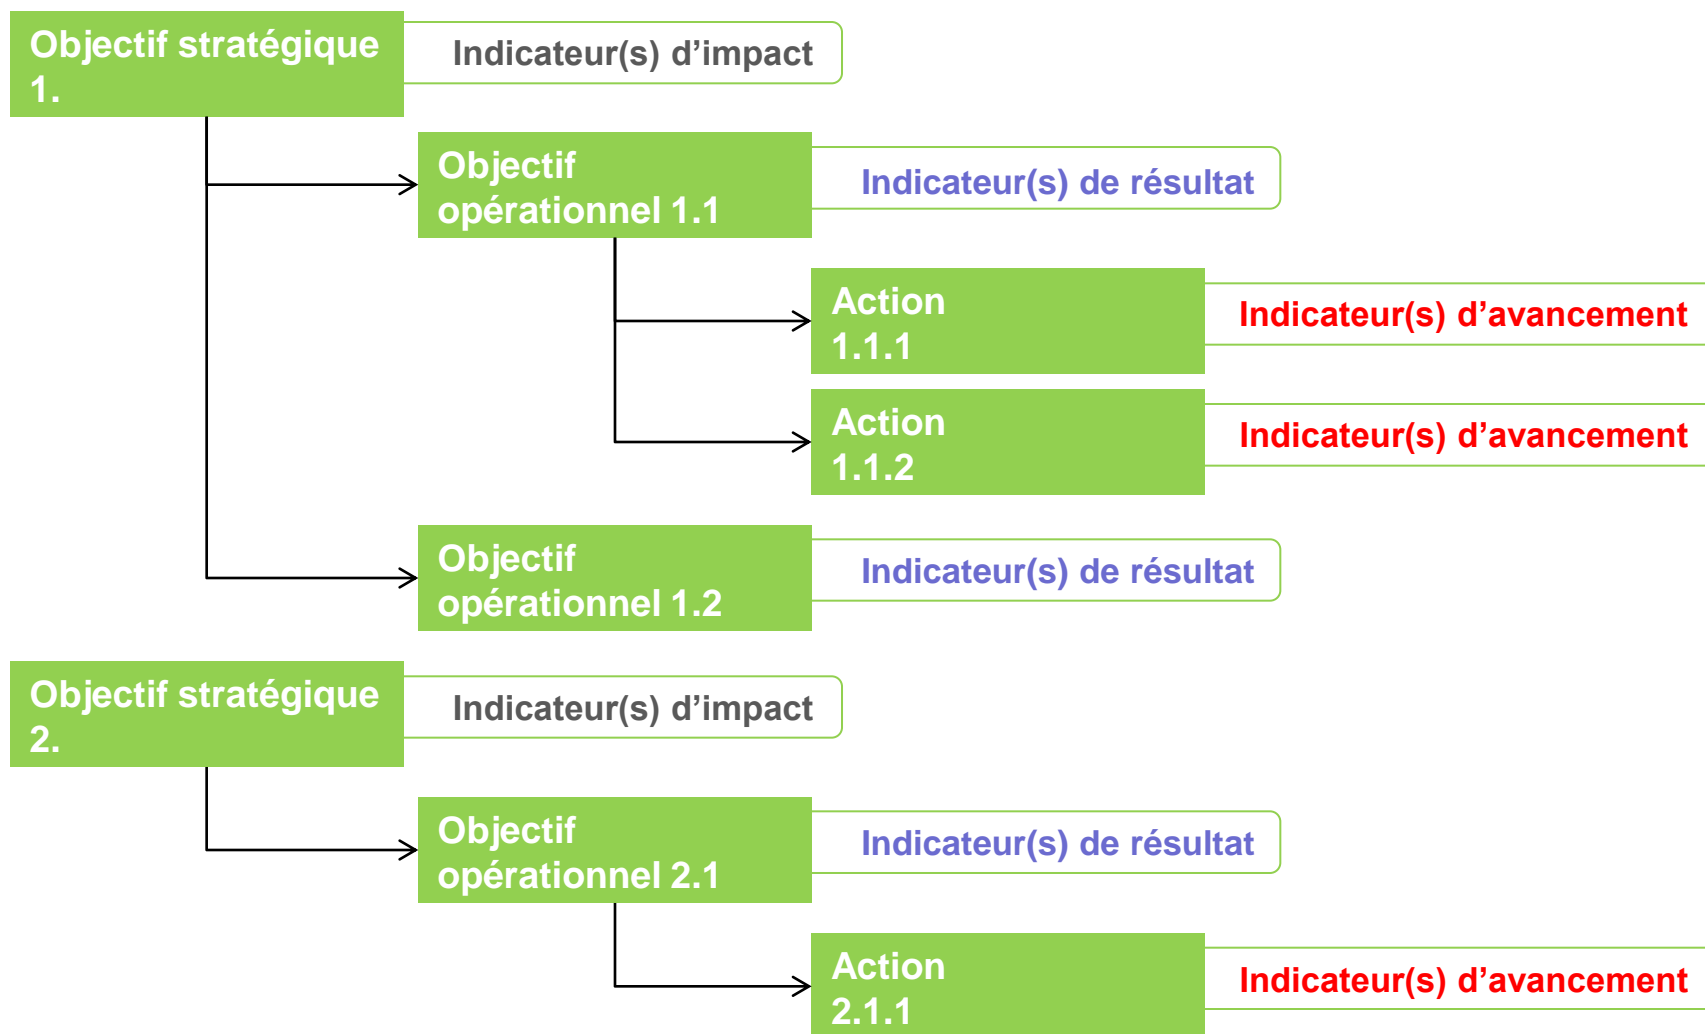 Objectif stratégique
1.
Indicateur(s) d’impact
Objectif
opérationnel 1.1
Indicateur(s) de résultat
Action
1.1.1
Indicateur(s) d’avancement
Action
1.1.2
Indicateur(s) d’avancement
Objectif
opérationnel 1.2
Indicateur(s) de résultat
Objectif stratégique
2.
Indicateur(s) d’impact
Objectif
opérationnel 2.1
Indicateur(s) de résultat
Action
2.1.1
Indicateur(s) d’avancement